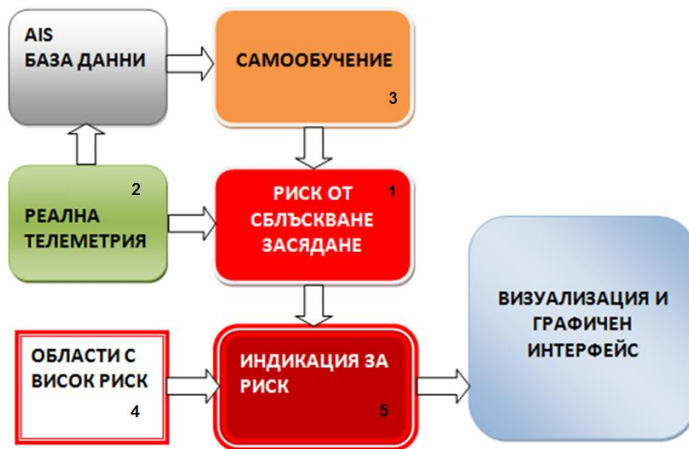 AIS
БАЗА ДАННИ
САМООБУЧЕНИЕ
3
2
РЕАЛНА
ТЕЛЕМЕТРИЯ
1
РИСК ОТ
СБЛЪСКВАНЕ
ЗАСЯДАНЕ
ВИЗУАЛИЗАЦИЯ И
ГРАФИЧЕН
ИНТЕРФЕЙС
ОБЛАСТИ С
ВИСОК РИСК
4
ИНДИКАЦИЯ ЗА
РИСК
5